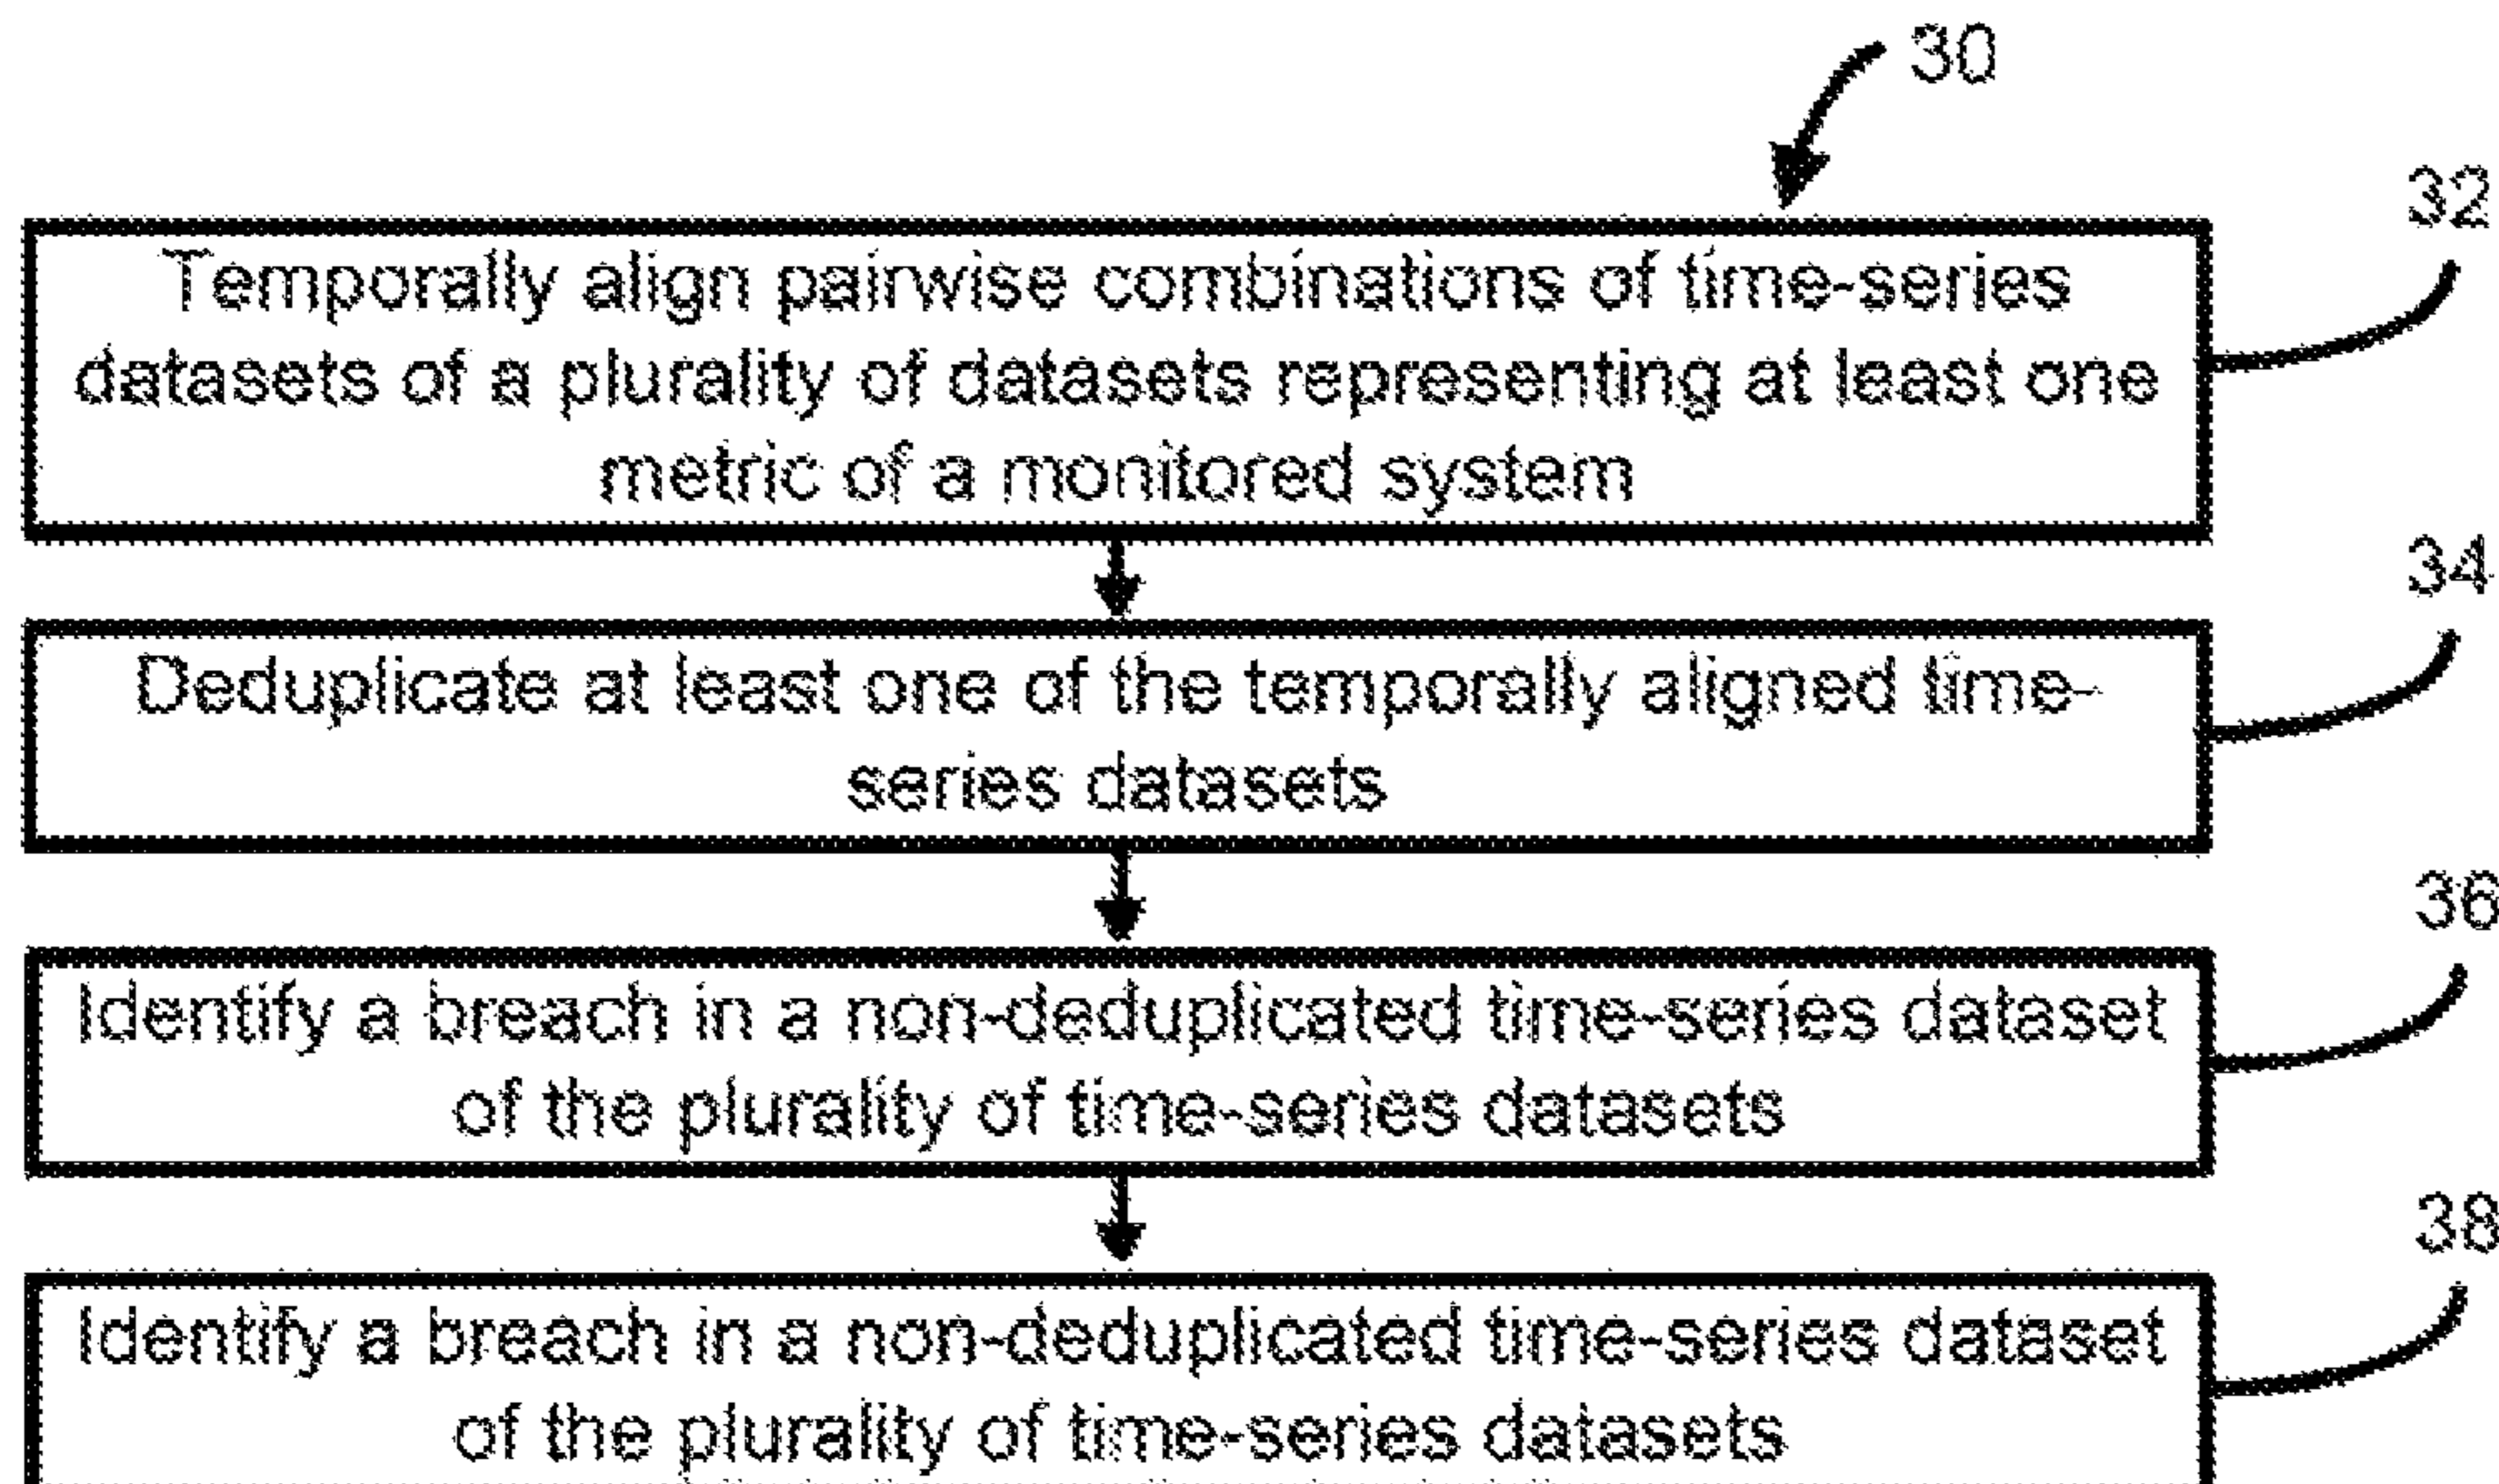 30
32
Temporally align pairwise combinations of time-series
datasets of a plurality of datasets representing at least one
metric of a monitored system
34
Deduplicate at least one of the temporally aligned time-
series datasets
36
Identify a breach in a non-deduplicated time-series dataset
of the plurality of time-series datasets
38
Identify a breach in a non-deduplicated time-series dataset
of the plurality of time-series datasets